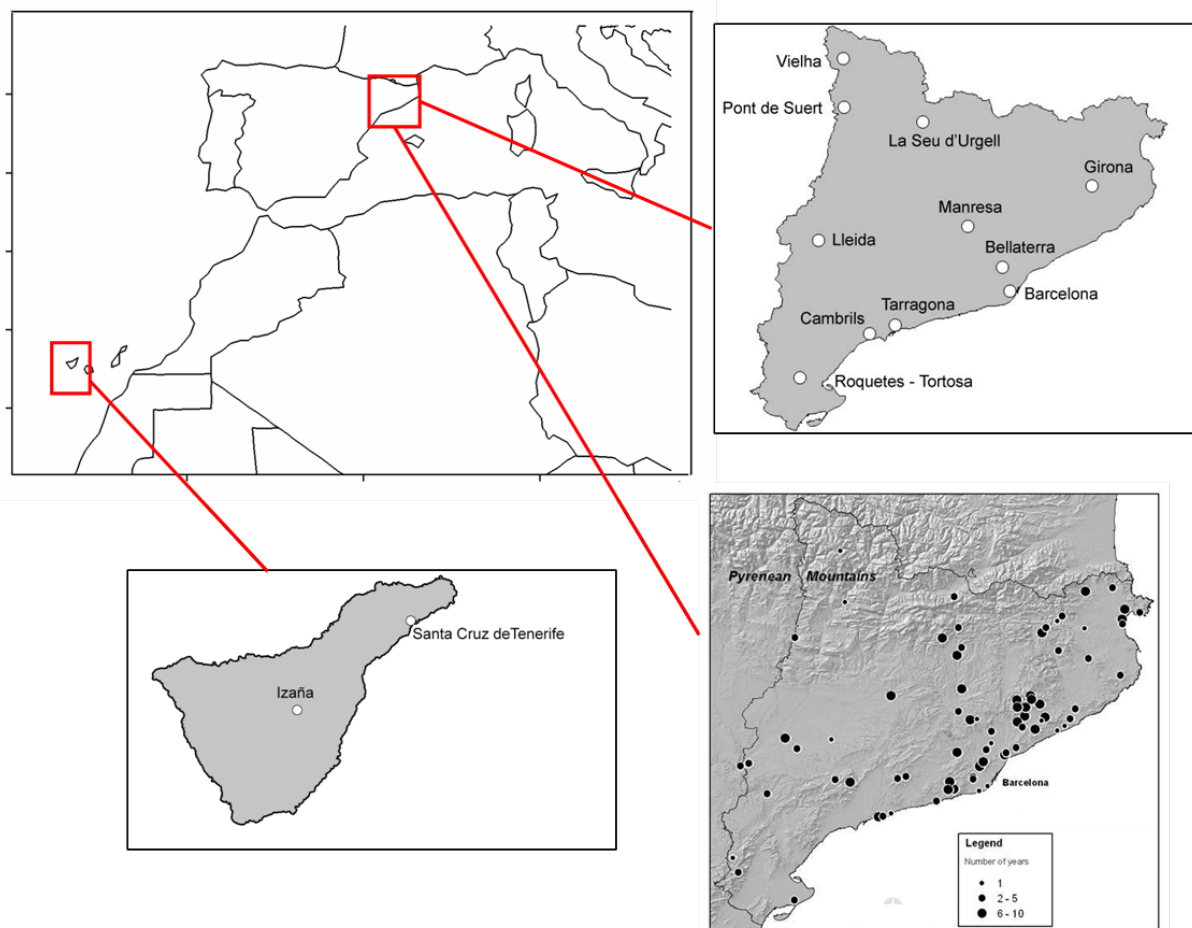 Vielha
Pont de Suert
La Seu d'Urgell
Girona
Manresa
Lleida
Bellaterra
Barcelona
Tarragona
Cambrils
Roquetes - Tortosa
Santa Cruz deTenerife
Izaña
Pyrenean Mountains
Barcelona
Legend
Number of years
1
2 - 5
6 - 10